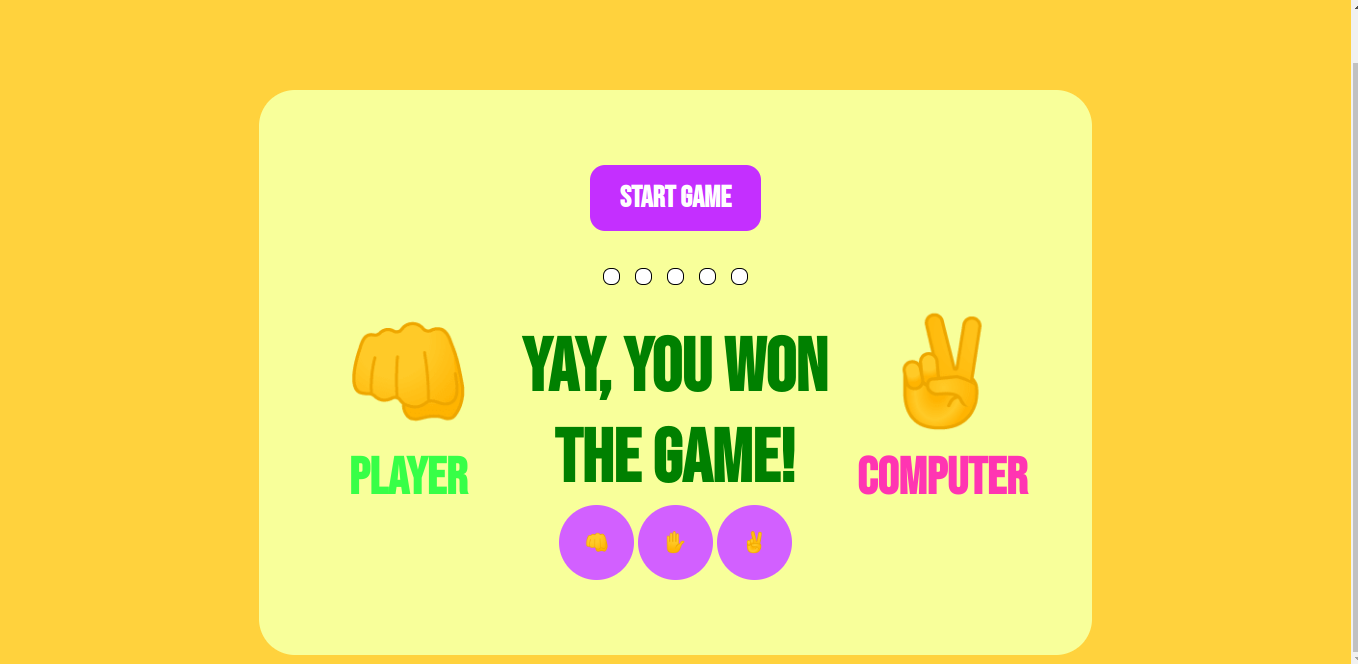 START GAME
YAY, YOU WON
THE GAME!
PLAYER
COMPUTER